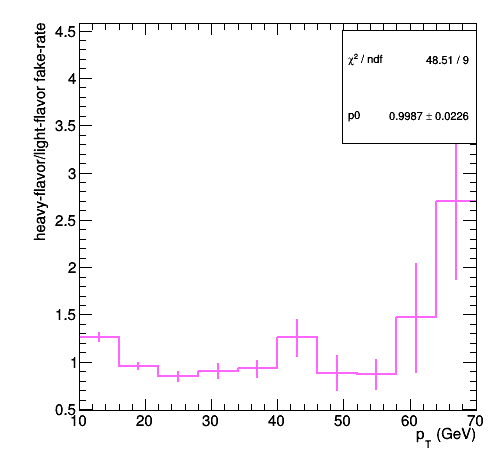 heavy-flavor/light-flavor fake-rate
χ² / ndf 48.51 / 9
p0 0.9987 ± 0.0226
4.5
4
3.5
3
2.5
2
1.5
1
0.5
10 20 30 40 50 60 70
p_T (GeV)